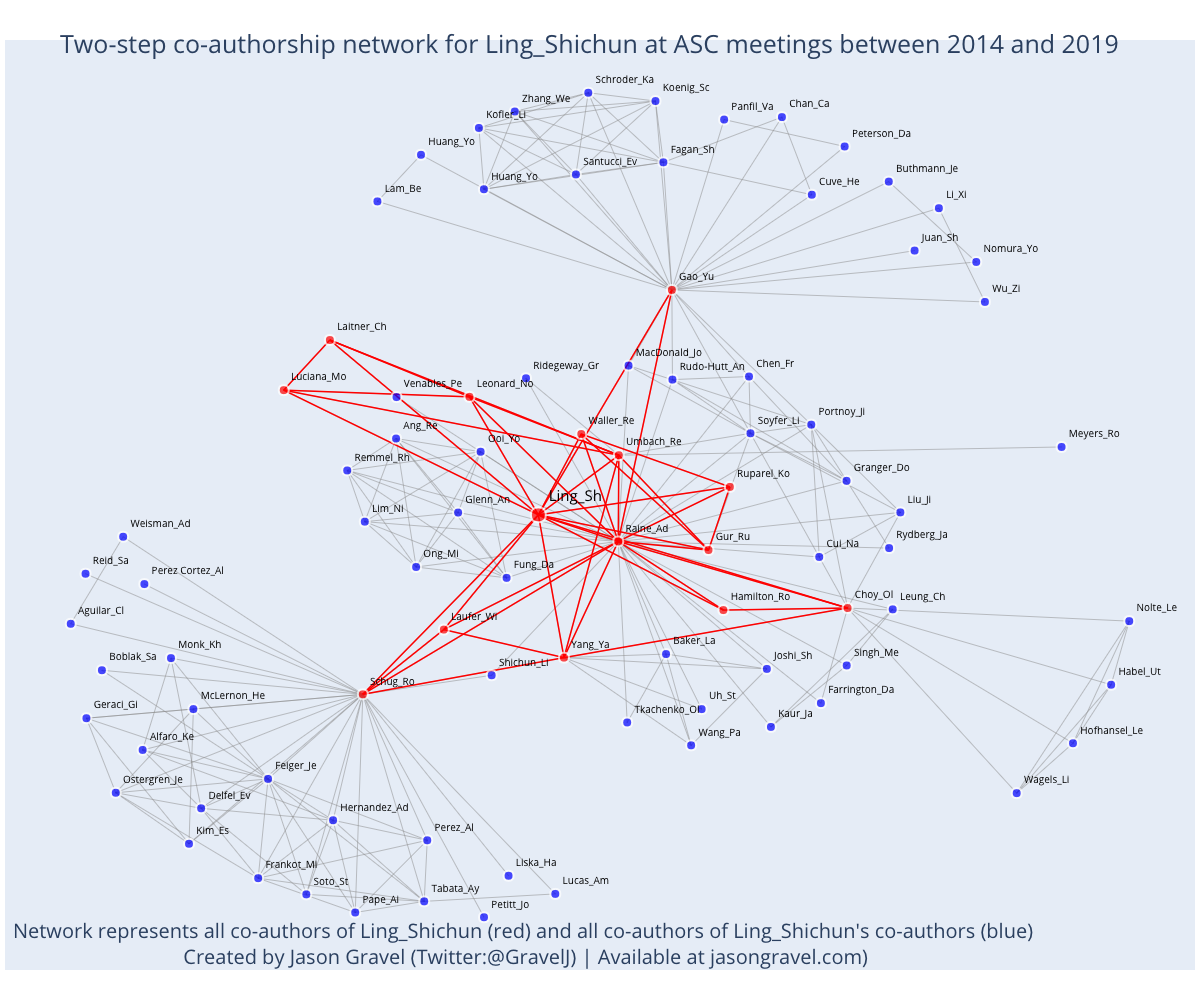 Two-step co-authorship network for Ling_Shichun at ASC meetings between 2014 and 2019
Schroder_Ka
Koenig_Sc
Zhang_We
Kofler_Li
Panfil_Va
Chan_Ca
Peterson_Da
Huang_Yo
Fagan_Sh
Santucci_Ev
Buthmann_Je
Huang_Yo
Cuve_He
Lam_Be
Li_Xi
Juan_Sh
Nomura_Yo
Gao_Yu
Wu_Zi
Laitner_Ch
MacDonald_Jo
Ridgeway_Gr
Rudo-Hutt_An
Chen_Fr
Luciana_Mo
Venables_Pe
Leonard_No
Portnoy_Ji
Waller_Re
Soyfer_Li
Ang_Re
Ooi_Yo
Umbach_Re
Meyers_Ro
Remmel_Rh
Ruparel_Ko
Granger_Do
Ling_Sh
Glenn_An
Liu_Ji
Lim_Ni
Weisman_Ad
Raine_Ad
Gur_Ru
Rydberg_Ja
Cui_Na
Ong_Mi
Fung_Da
Reid_Sa
Perez Cortez_Al
Hamilton_Ro
Choy_Ol
Leung_Ch
Nolte_Le
Aguilar_Cl
Laufer_Wi
Yang_Ya
Baker_La
Monk_Kh
Boblak_Sa
Shichun_Li
Joshi_Sh
Singh_Me
Habel_Ut
Schug_Ro
McLernon_He
Geraci_Gi
Uh_St
Farrington_Da
Tkachenko_Ol
Kaur_Ja
Alfaro_Ke
Wang_Pa
Hofhansel_Le
Feiger_Je
Ostergren_Je
Wagels_Li
Delfel_Ev
Hernandez_Ad
Kim_Es
Perez_Al
Frankot_Mi
Liska_Ha
Soto_St
Tabata_Ay
Lucas_Am
Pape_Al
Petitt_Jo
Network represents all co-authors of Ling_Shichun (red) and all co-authors of Ling_Shichun's co-authors (blue)
Created by Jason Gravel (Twitter:@GravelJ) | Available at jasongravel.com)